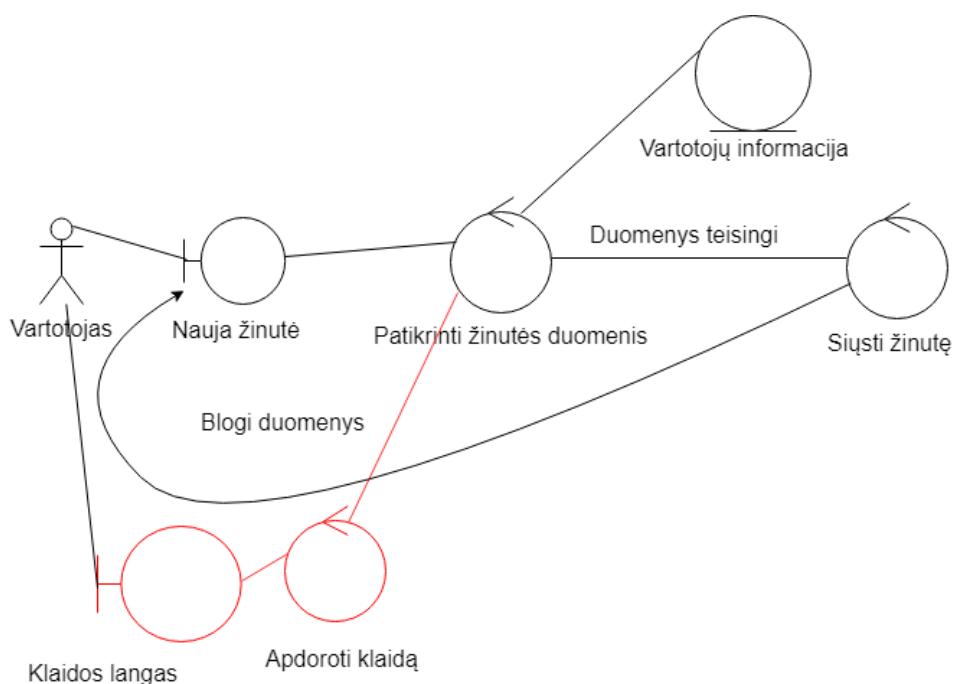 Vartotojų informacija
Duomenys teisingi
Vartotojas
Nauja žinutė
Patikrinti žinutės duomenis
Siųsti žinutę
Blogi duomenys
Apdoroti klaidą
Klaidos langas